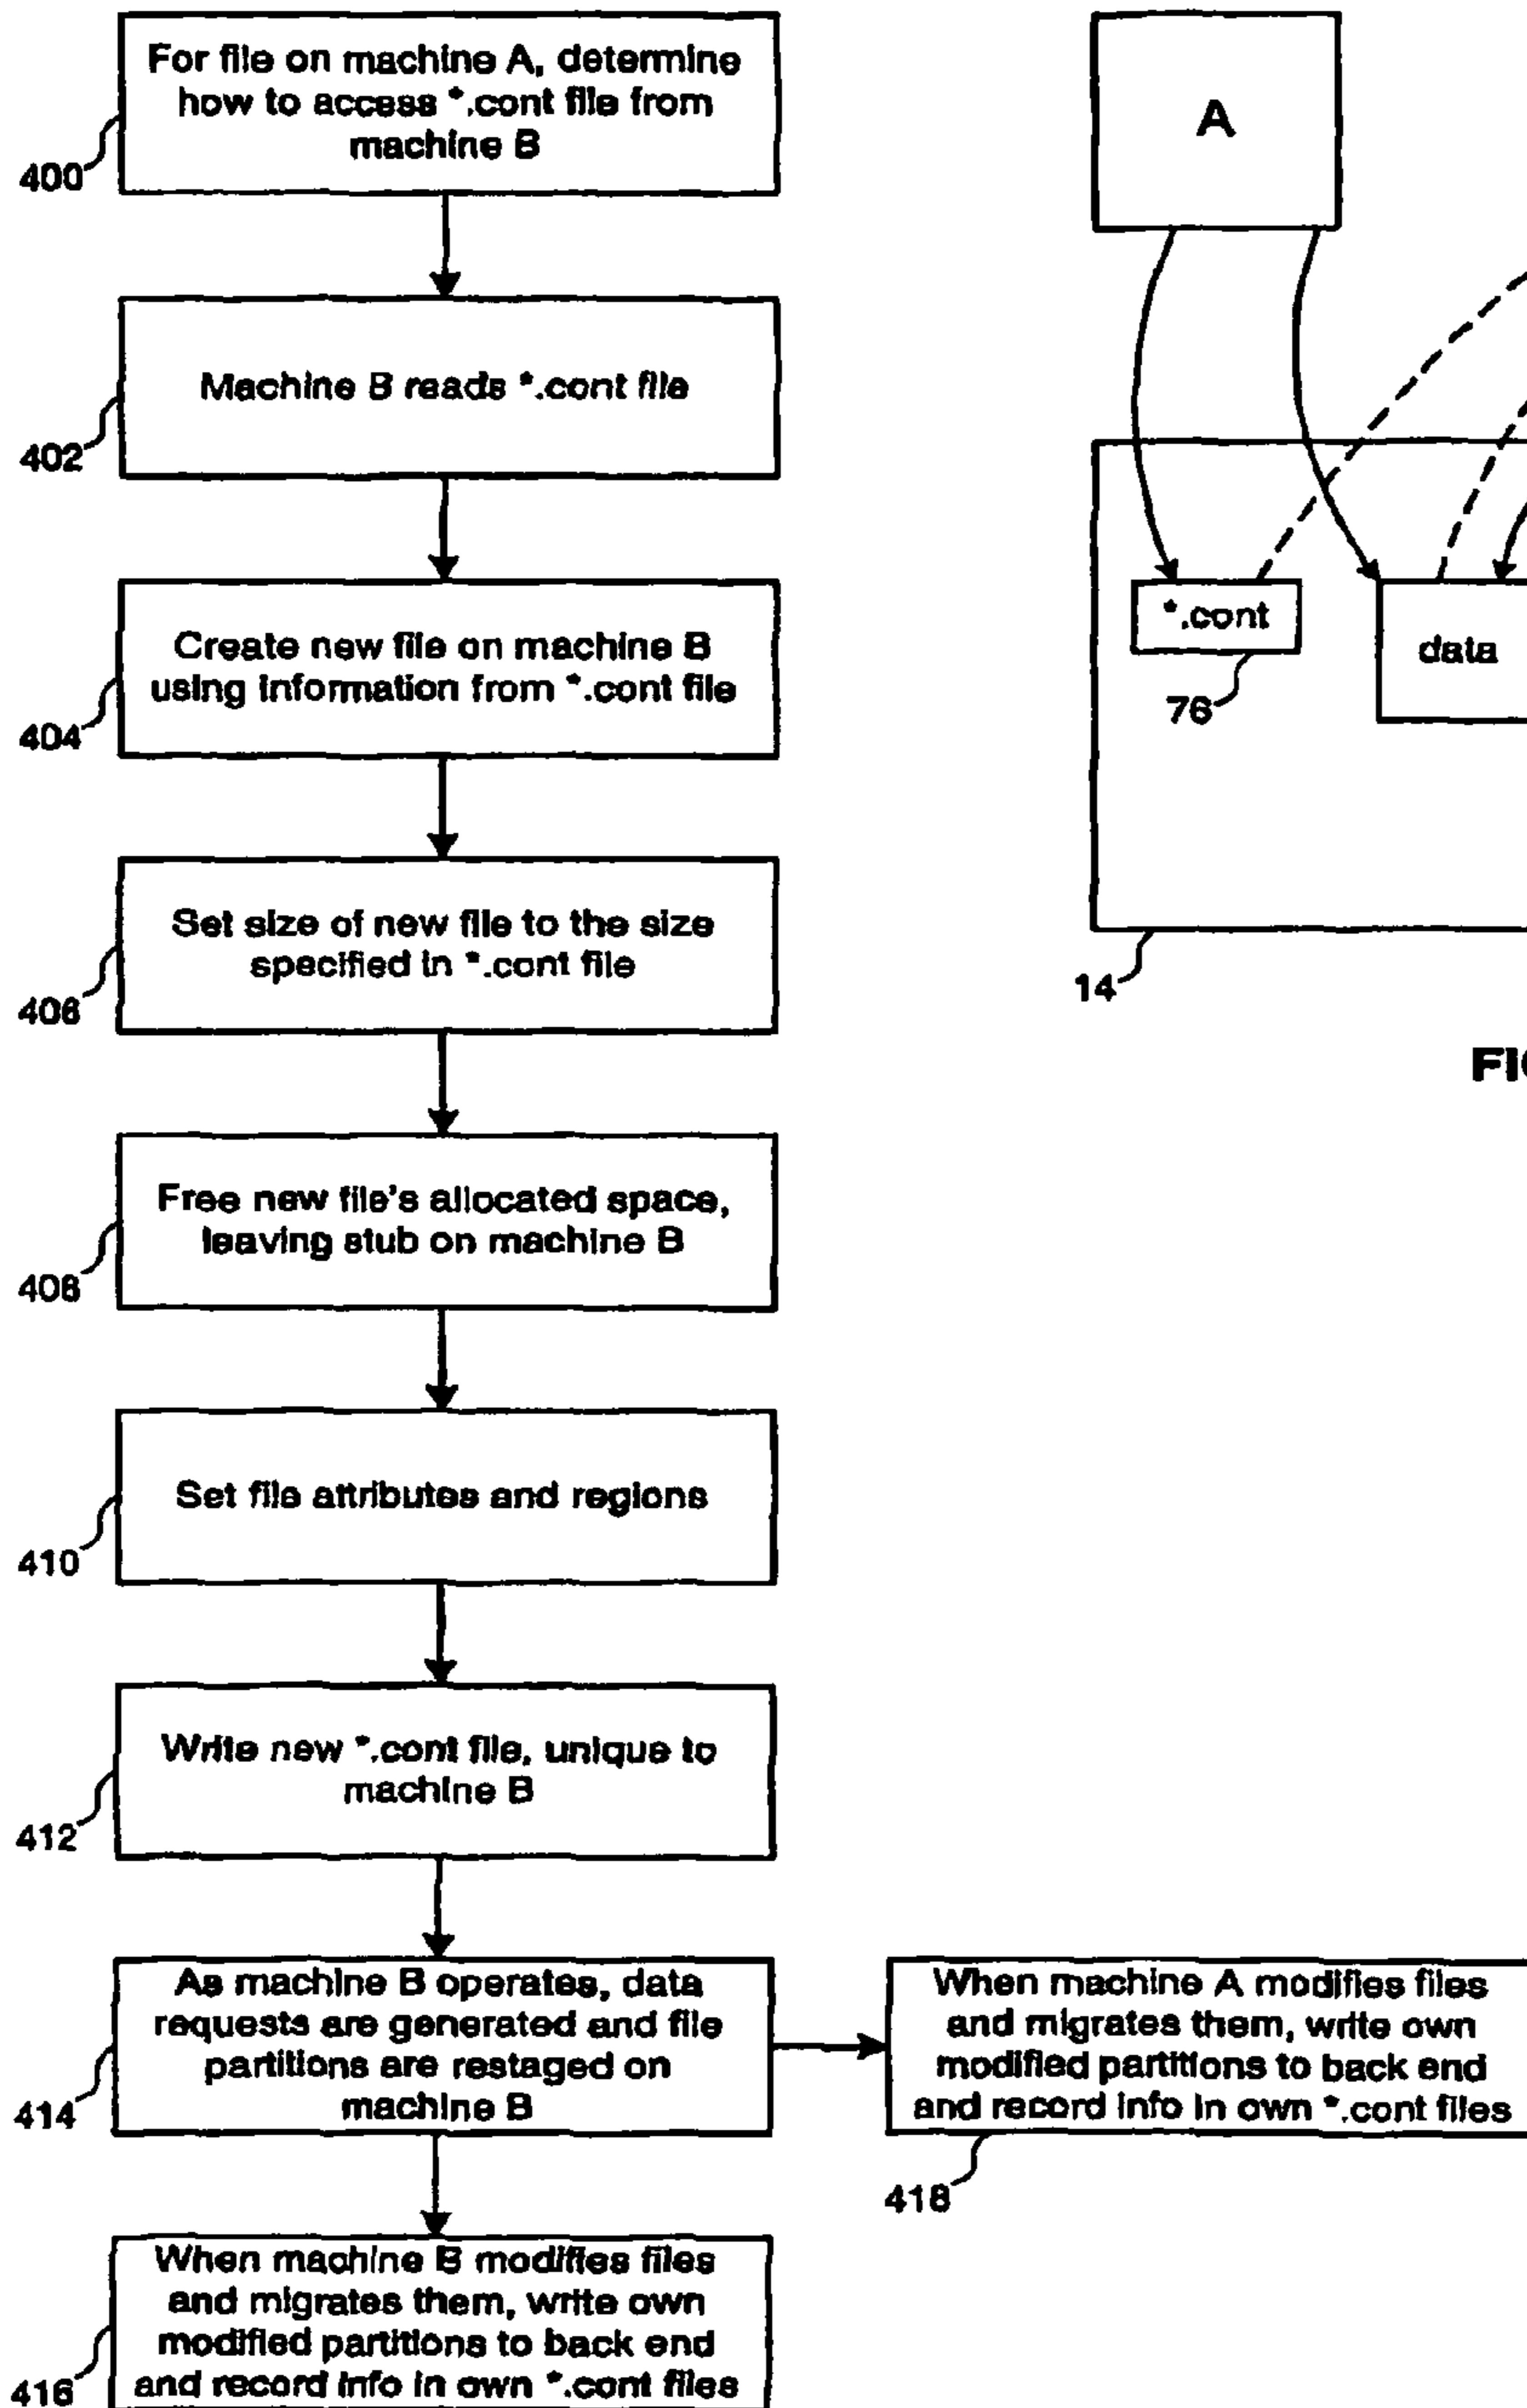 For file on machine A, determine
how to access *.cont file from
machine B
400
Machine B reads *.cont file
402
Create new file on machine B
using information from *.cont file
404
Set size of new file to the size
specified in *.cont file
406
Free new file's allocated space,
leaving stub on machine B
408
Set file attributes and regions
410
Write new *.cont file, unique to
machine B
412
As machine B operates, data
requests are generated and file
partitions are restaged on
machine B
414
When machine A modifies files
and migrates them, write own
modified partitions to back end
and record info in own *.cont files
418
When machine B modifies files
and migrates them, write own
modified partitions to back end
and record info in own *.cont files
416
A
*.cont
76
data
14